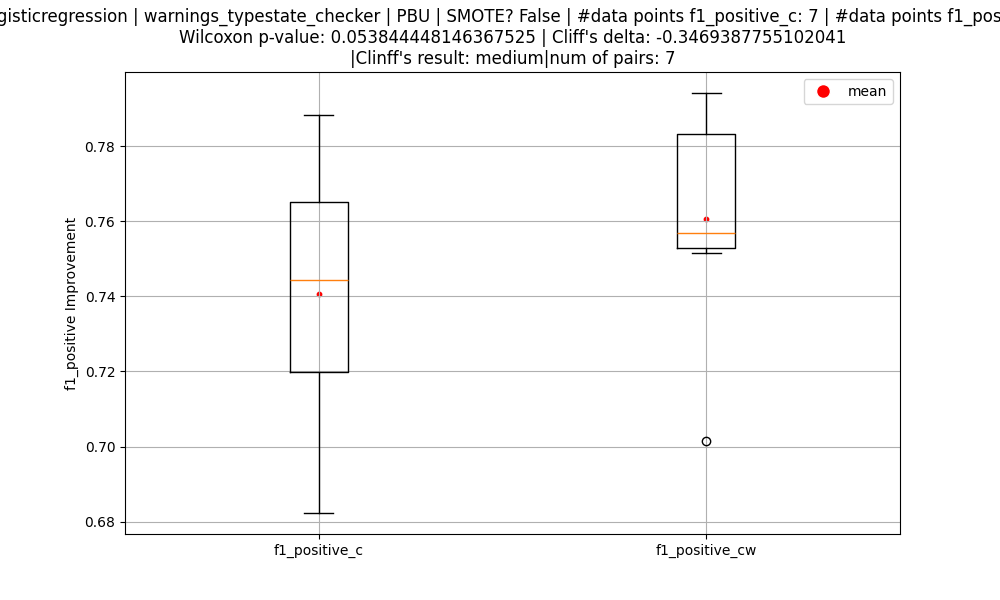 gisticregression | warnings_typestate_checker | PBU | SMOTE? False | #data points f1_positive_c: 7 | #data points f1_pos
Wilcoxon p-value: 0.053844448146367525 | Cliff's delta: -0.3469387755102041
|Clinff's result: medium|num of pairs: 7
mean
f1_positive Improvement
0.78
0.76
0.74
0.72
0.70
0.68
f1_positive_c
f1_positive_cw